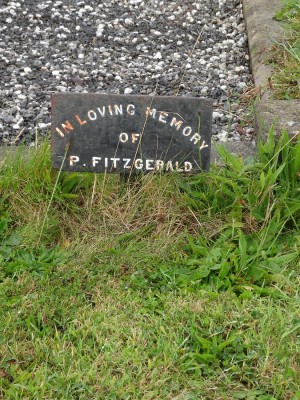 IN LOVING MEMORY
OF
P. FITZGERALD